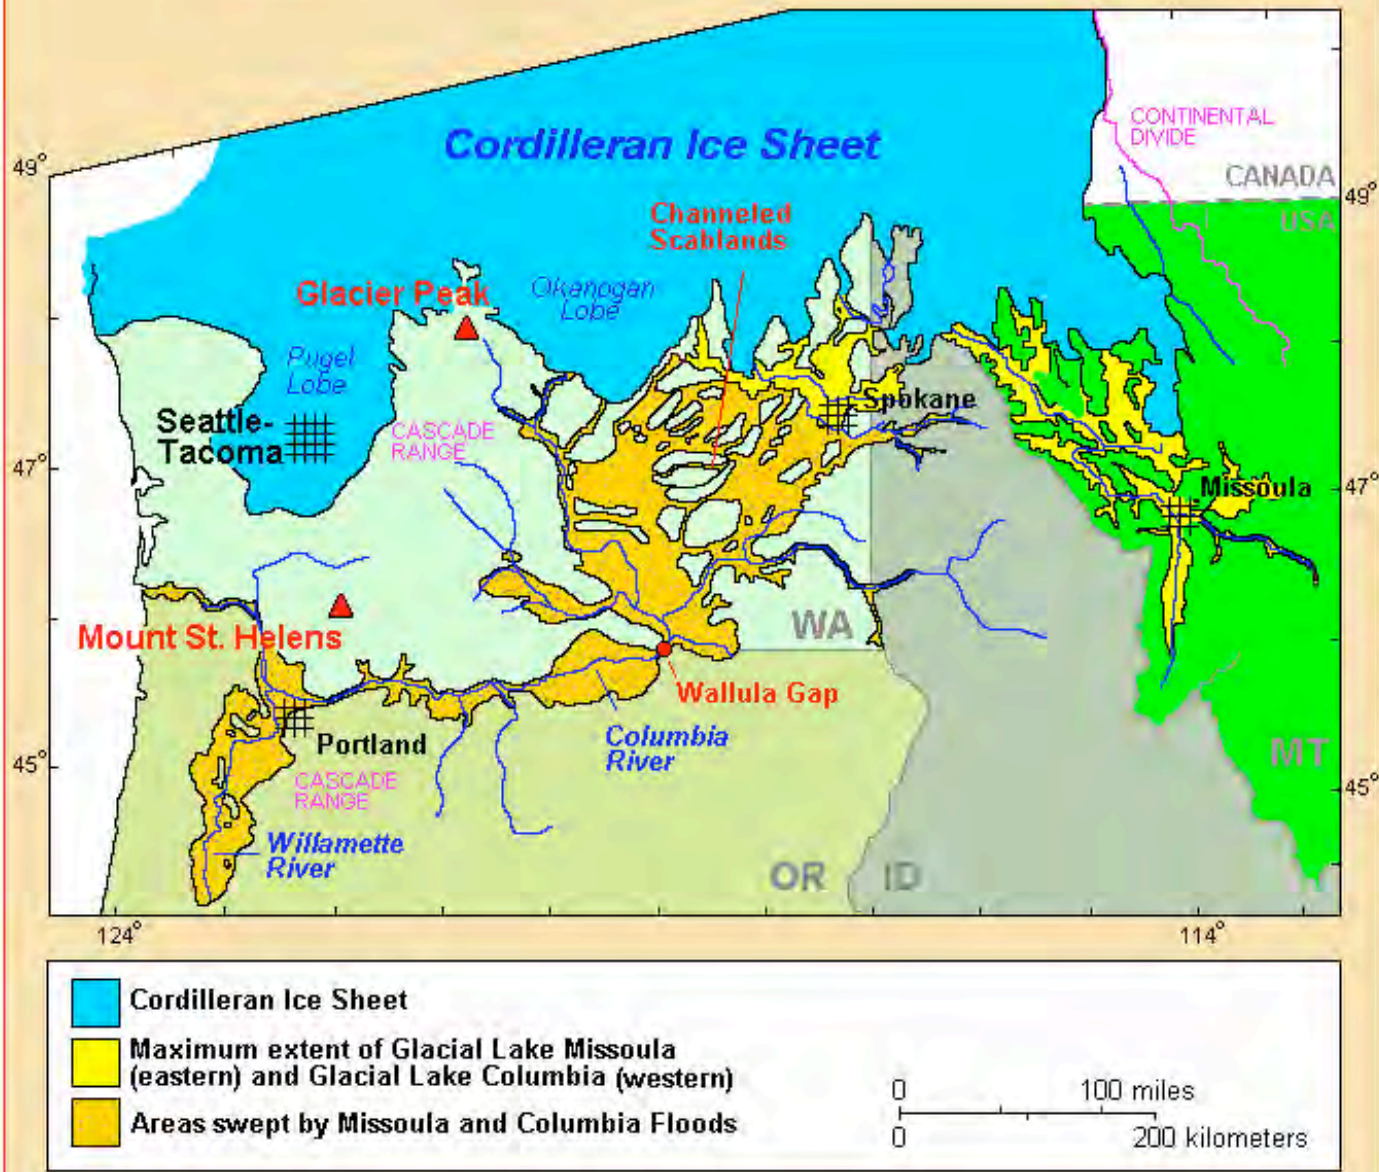 Cordilleran Ice Sheet
CONTINENTAL
DIVIDE
CANADA
USA
49°
49°
Channeled
Scablands
Glacier Peak
Okanogan
Lobe
Pugel
Lobe
Seattle-
Tacoma
CASCADE
RANGE
Spokane
Missoula
47°
47°
WA
Mount St. Helens
Wallula Gap
Columbia
River
Portland
CASCADE
RANGE
MT
45°
45°
Willamette
River
OR
ID
124°
114°
Cordilleran Ice Sheet
Maximum extent of Glacial Lake Missoula
(eastern) and Glacial Lake Columbia (western)
Areas swept by Missoula and Columbia Floods
0 100 miles
0 200 kilometers